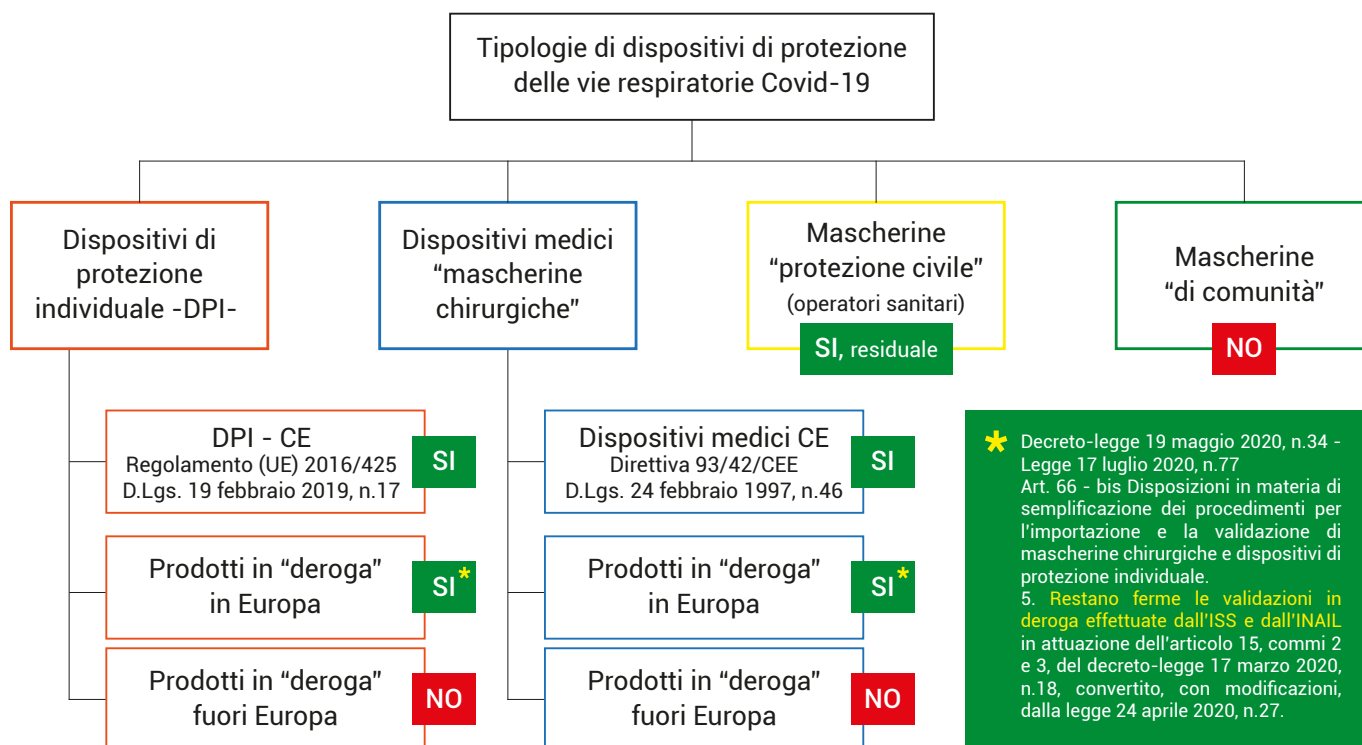 Tipologie di dispositivi di protezione
delle vie respiratorie Covid-19
Dispositivi di
protezione
individuale -DPI-
Dispositivi medici
“mascherine
chirurgiche”
Mascherine
“protezione civile”
(operatori sanitari)
SI, residuale
Mascherine
“di comunità”
NO
DPI - CE
Regolamento (UE) 2016/425
D.Lgs. 19 febbraio 2019, n.17
SI
Prodotti in “deroga”
in Europa
SI*
Prodotti in “deroga”
fuori Europa
NO
Dispositivi medici CE
Direttiva 93/42/CEE
D.Lgs. 24 febbraio 1997, n.46
SI
Prodotti in “deroga”
in Europa
SI*
Prodotti in “deroga”
fuori Europa
NO
* Decreto-legge 19 maggio 2020, n.34 -
Legge 17 luglio 2020, n.77
Art. 66 - bis Disposizioni in materia di
semplificazione dei procedimenti per
l’importazione e la validazione di
mascherine chirurgiche e dispositivi di
protezione individuale.
5. Restano ferme le validazioni in
deroga effettuate dall’ISS e dall’INAIL
in attuazione dell’articolo 15, commi 2
e 3, del decreto-legge 17 marzo 2020,
n.18, convertito, con modificazioni,
dalla legge 24 aprile 2020, n.27.